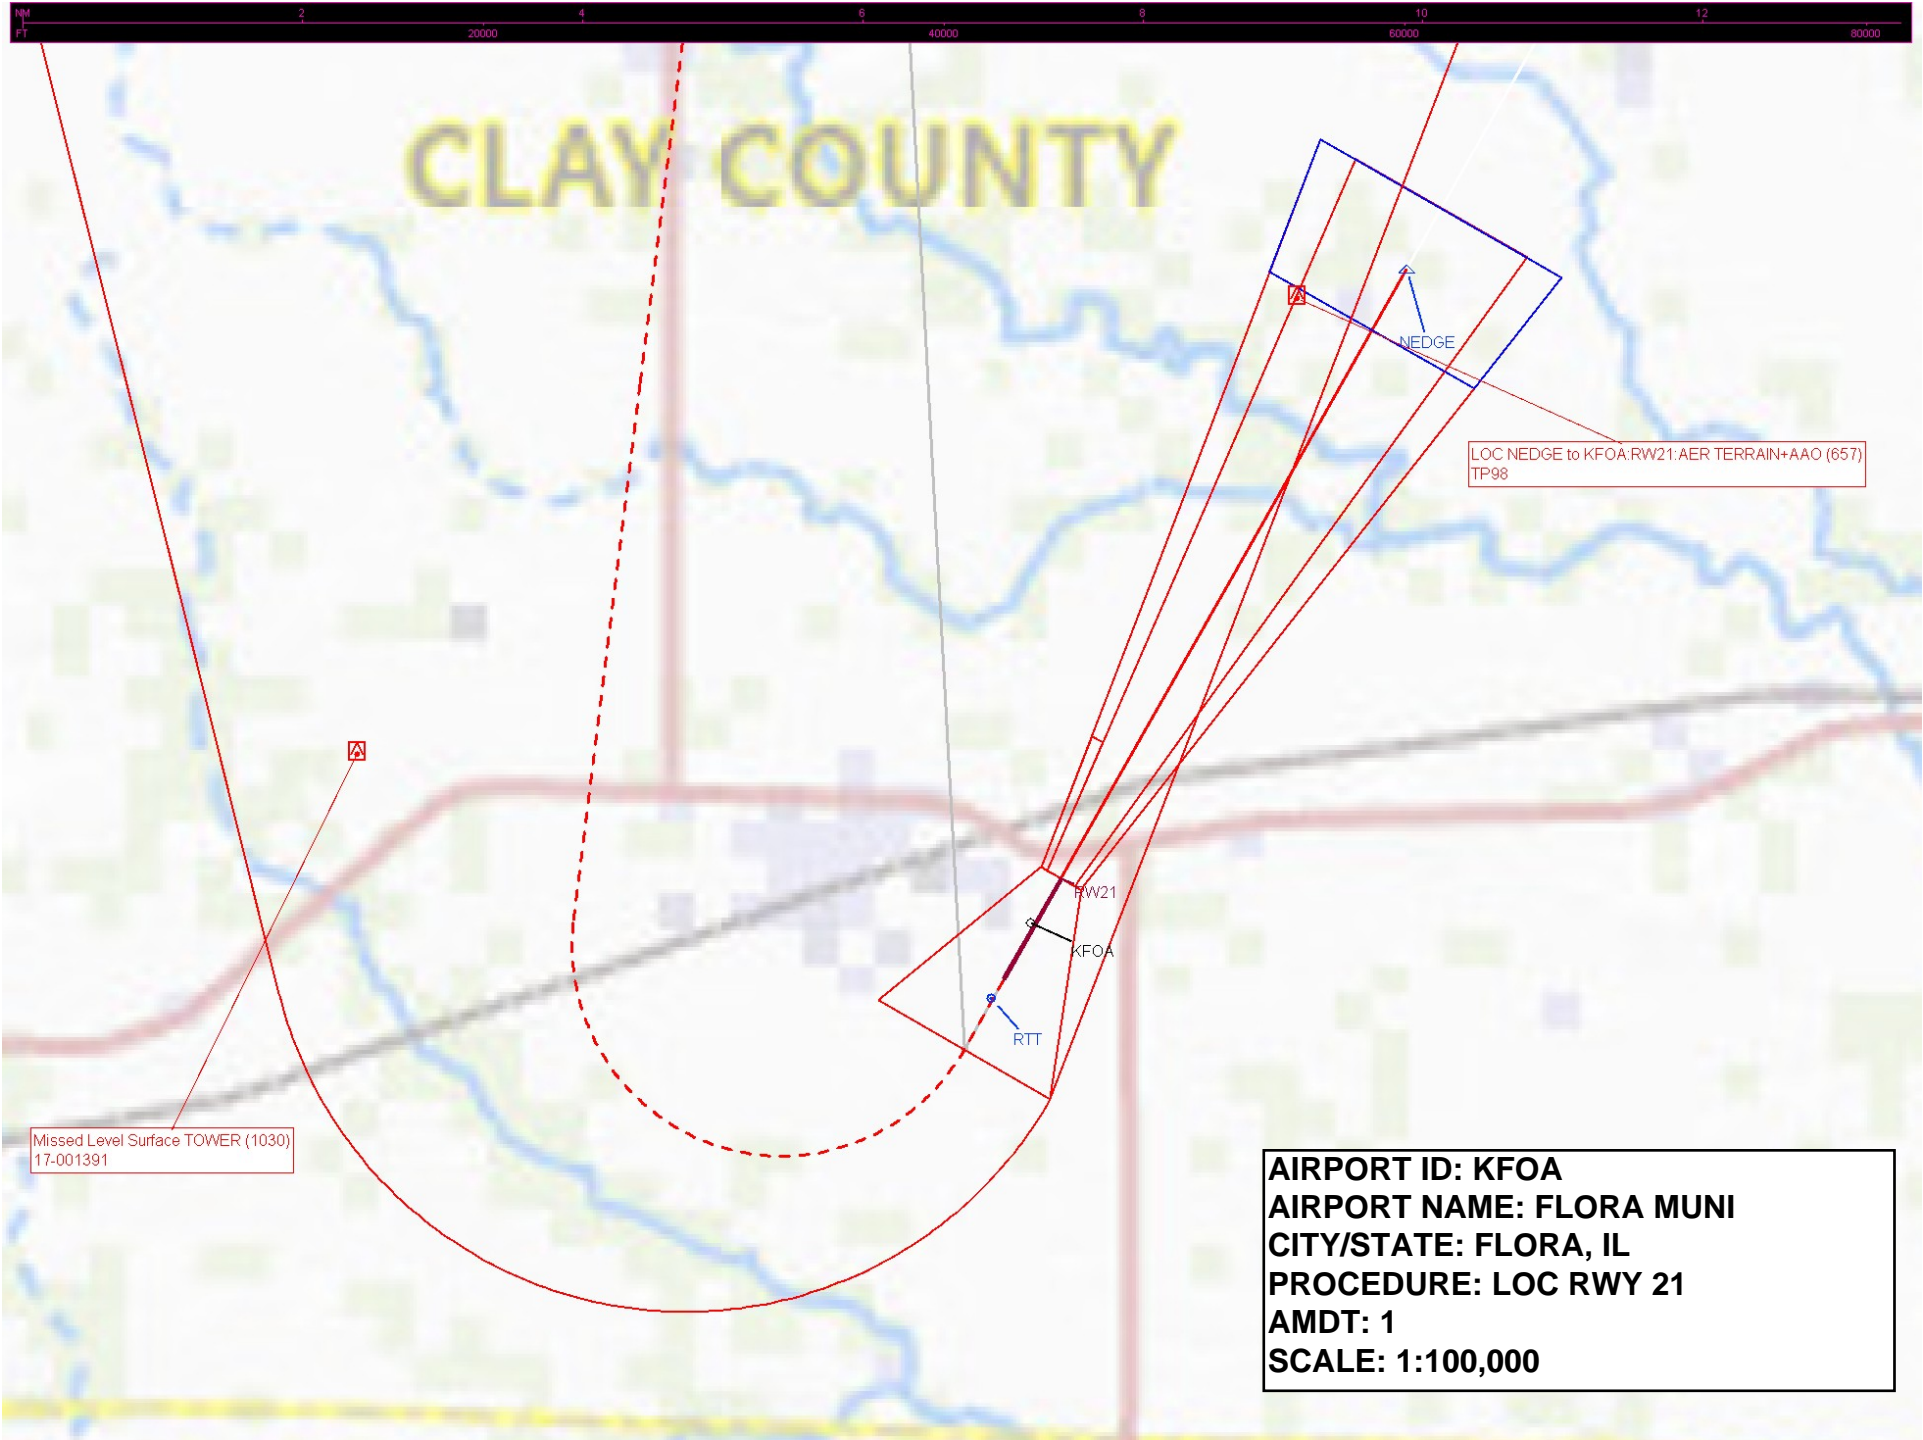 NM 2 4 6 8 10 12
FT 20000 40000 60000 80000
CLAY COUNTY
NEDGE
LOC NEDGE to KFOA:RW21:AER TERRAIN+AAO (657)
TP98
RW21
KFOA
RTT
Missed Level Surface TOWER (1030)
17-001391
AIRPORT ID: KFOA
AIRPORT NAME: FLORA MUNI
CITY/STATE: FLORA, IL
PROCEDURE: LOC RWY 21
AMDT: 1
SCALE: 1:100,000